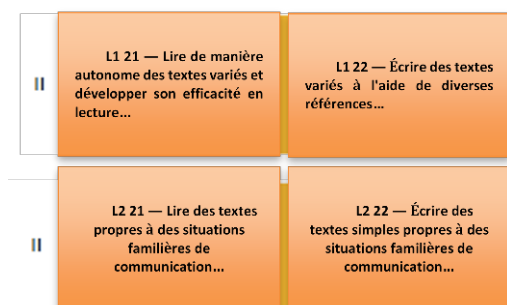 II
L1 21 — Lire de manière
autonome des textes variés et
développer son efficacité en
lecture...
L1 22 — Écrire des textes
variés à l'aide de diverses
références...
II
L2 21 — Lire des textes
propres à des situations
familières de
communication...
L2 22 — Écrire des
textes simples propres à des
situations familières de
communication...